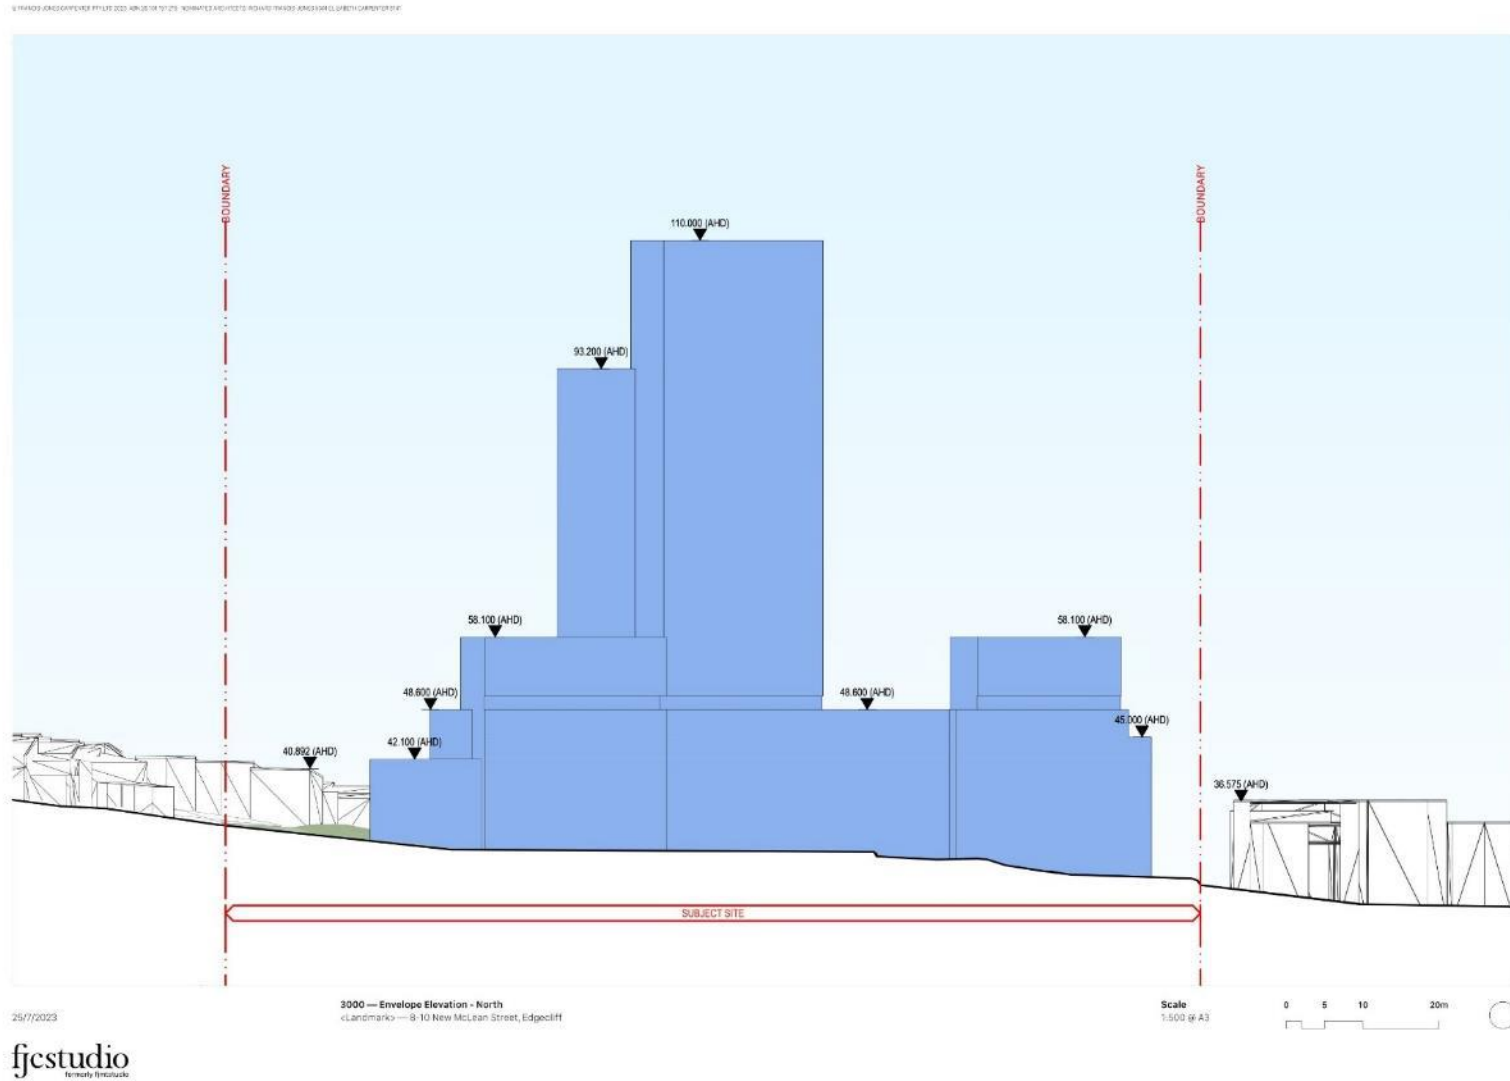 BOUNDARY
BOUNDARY
110.000 (AHD)
93.200 (AHD)
58.100 (AHD)
58.100 (AHD)
48.600 (AHD)
48.600 (AHD)
45.000 (AHD)
42.100 (AHD)
40.892 (AHD)
36.575 (AHD)
SUBJECT SITE
25/7/2023
3000 — Envelope Elevation - North
<Landmark> — 8-10 New McLean Street, Edgecliff
Scale
1:500 @ A3
0 5 10 20m
fjcstudio
formerly fjmtstudio